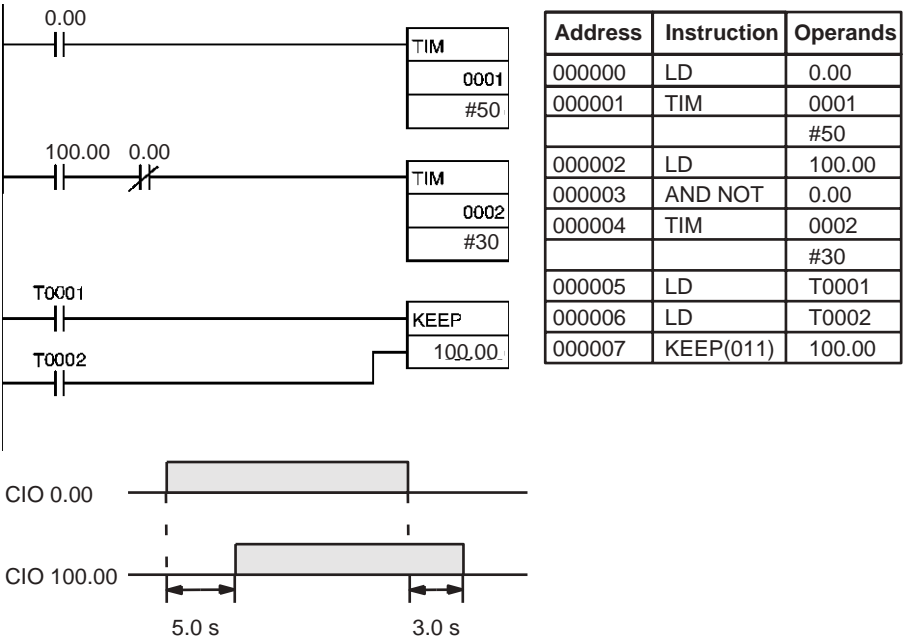 0.00
TIM
0001
#50
100.00 0.00
TIM
0002
#30
T0001
KEEP
100.00
T0002
Address Instruction Operands
000000 LD 0.00
000001 TIM 0001
#50
000002 LD 100.00
000003 AND NOT 0.00
000004 TIM 0002
#30
000005 LD T0001
000006 LD T0002
000007 KEEP(011) 100.00
CIO 0.00
CIO 100.00
5.0 s 3.0 s